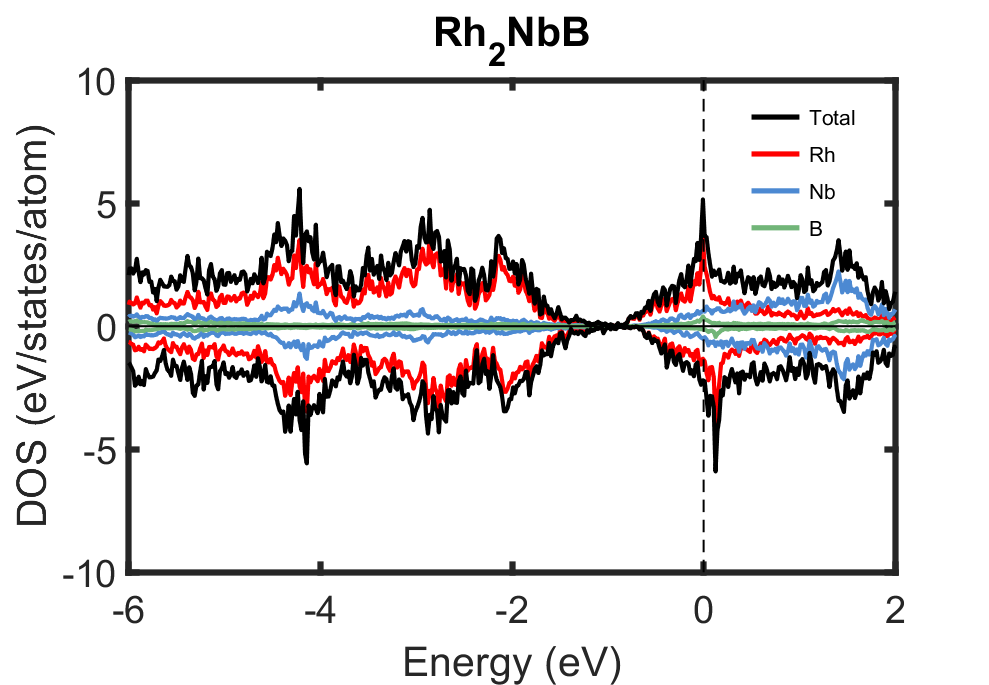 Rh₂NbB
10
5
0
-5
-10
-6
-4
-2
0
2
DOS (eV/states/atom)
Energy (eV)
Total
Rh
Nb
B